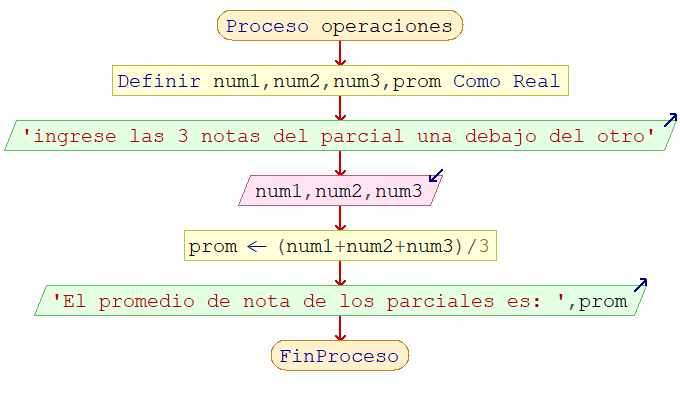 Proceso operaciones
Definir num1,num2,num3,prom Como Real
'ingrese las 3 notas del parcial una debajo del otro'
num1,num2,num3
prom ← (num1+num2+num3)/3
'El promedio de nota de los parciales es: ',prom
FinProceso